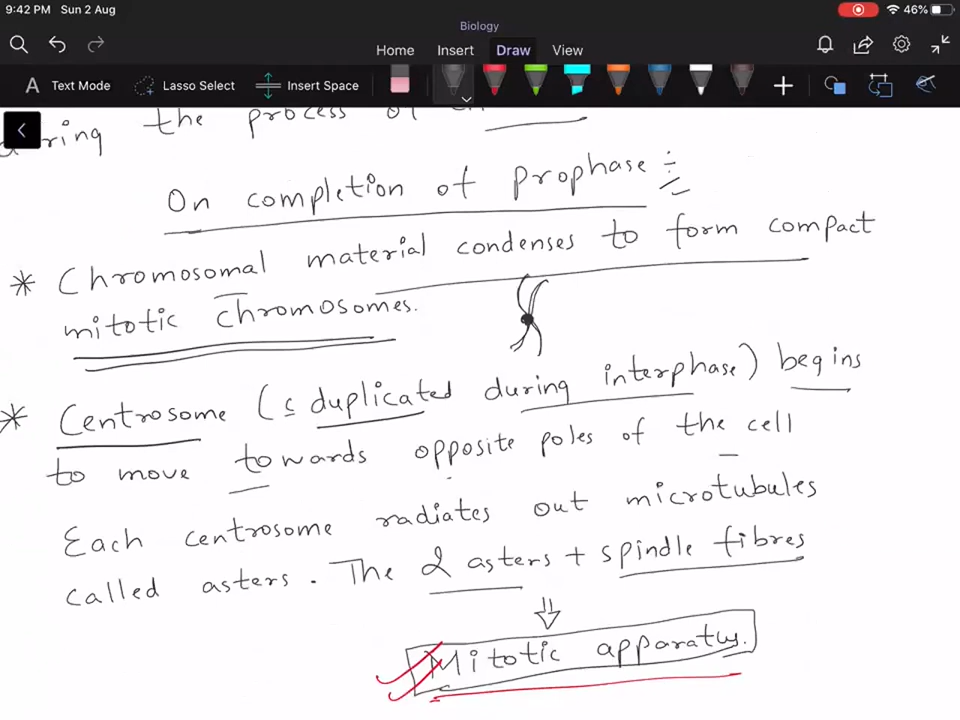 9:42 PM Sun 2 Aug 46%
Biology
Home Insert Draw View
Text Mode Lasso Select Insert Space
during the process of
On completion of prophase :
* Chromosomal material condenses to form compact
mitotic chromosomes.
* Centrosome (c duplicated during interphase) begins
to move towards opposite poles of the cell
Each centrosome radiates out microtubules
called asters. The 2 asters + spindle fibres
⇓
Mitotic apparatus.